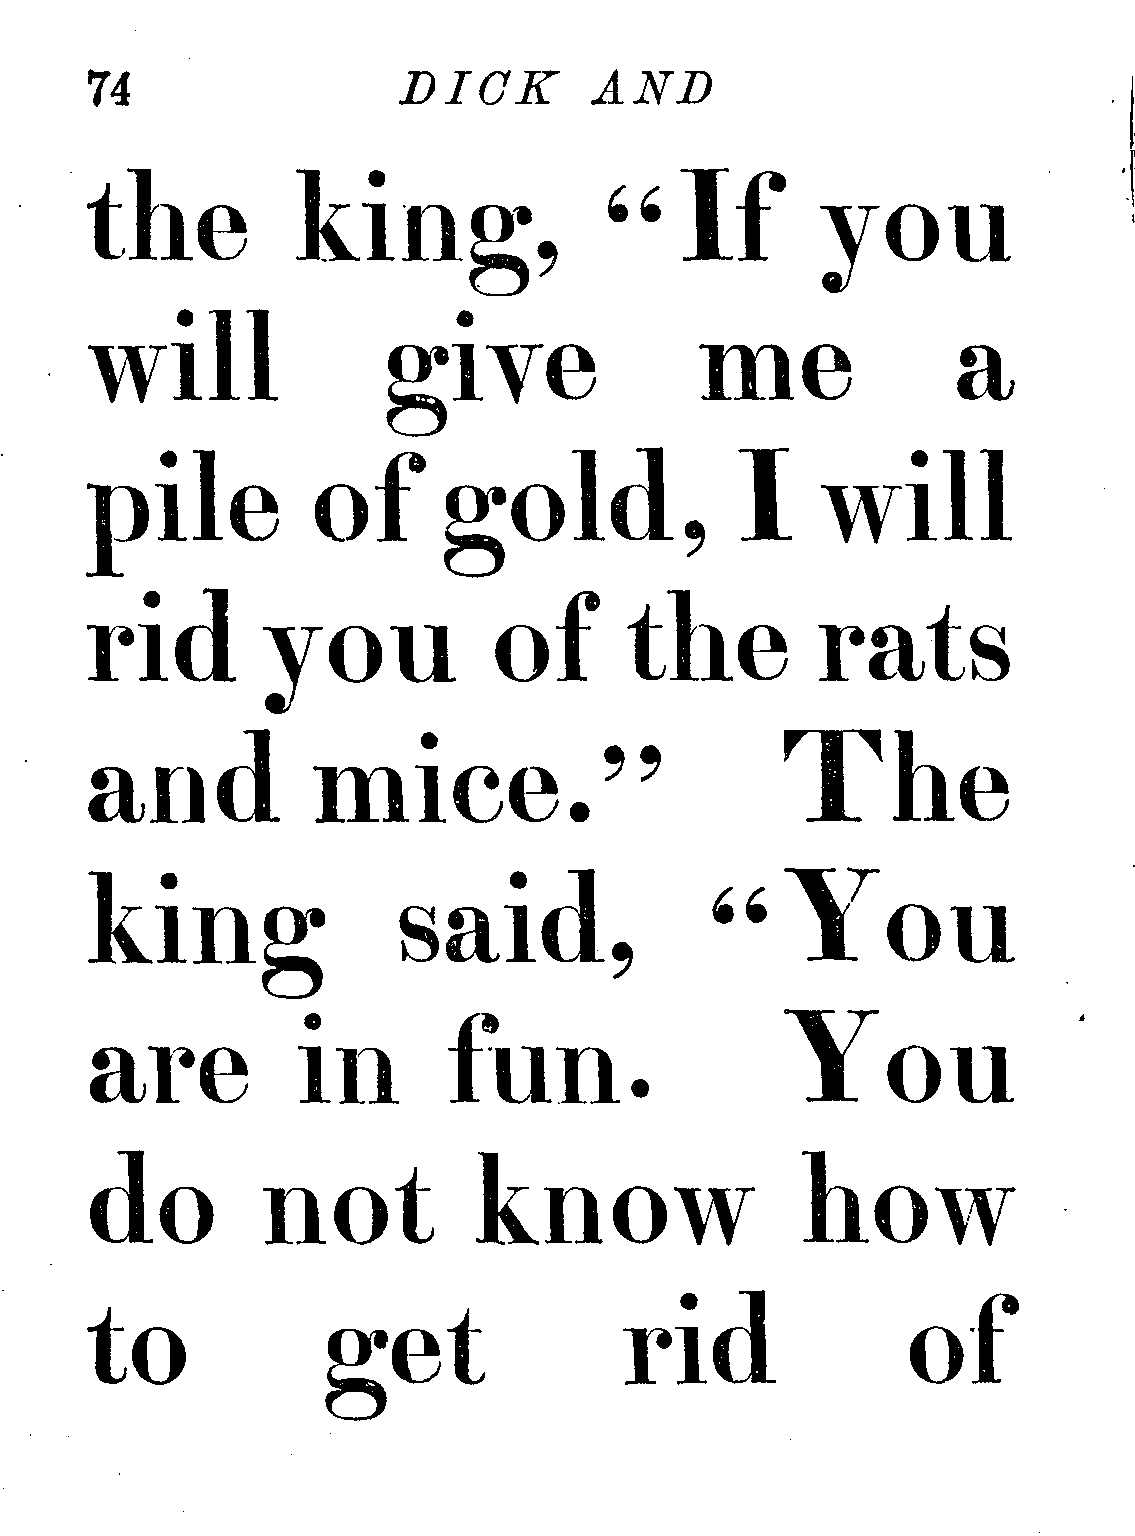 74 DICK AND
the king, “If you
will give me a
pile of gold, I will
rid you of the rats
and mice.” The
king said, “You
are in fun. You
do not know how
to get rid of